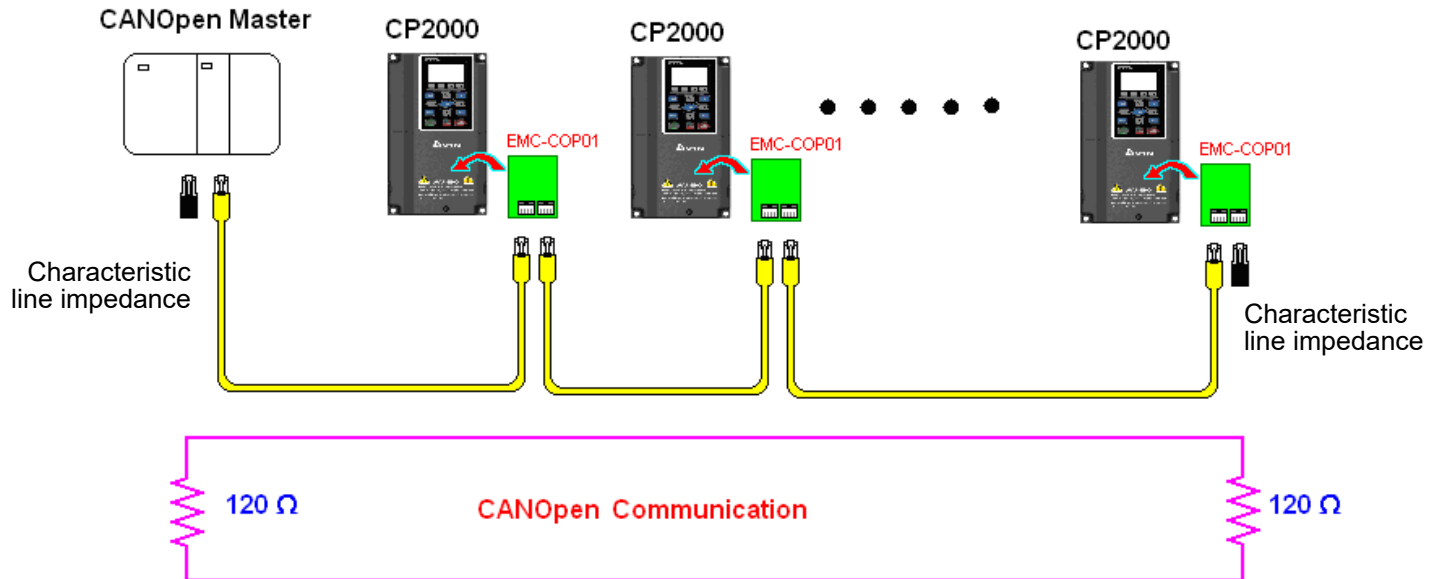 CANOpen Master
CP2000
CP2000
CP2000
EMC-COP01
EMC-COP01
EMC-COP01
Characteristic
line impedance
Characteristic
line impedance
120 Ω
CANOpen Communication
120 Ω